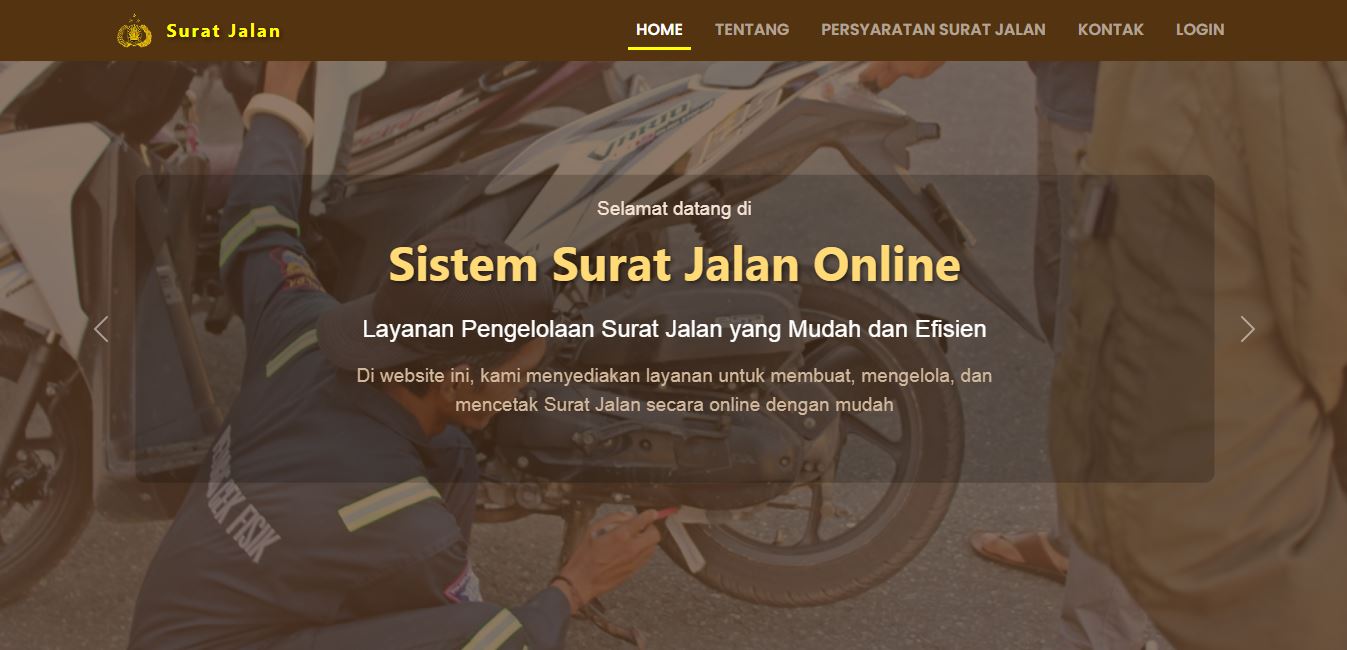 Surat Jalan
HOME
TENTANG
PERSYARATAN SURAT JALAN
KONTAK
LOGIN
VARIO
Selamat datang di
Sistem Surat Jalan Online
Layanan Pengelolaan Surat Jalan yang Mudah dan Efisien
Di website ini, kami menyediakan layanan untuk membuat, mengelola, dan
mencetak Surat Jalan secara online dengan mudah
FISIK